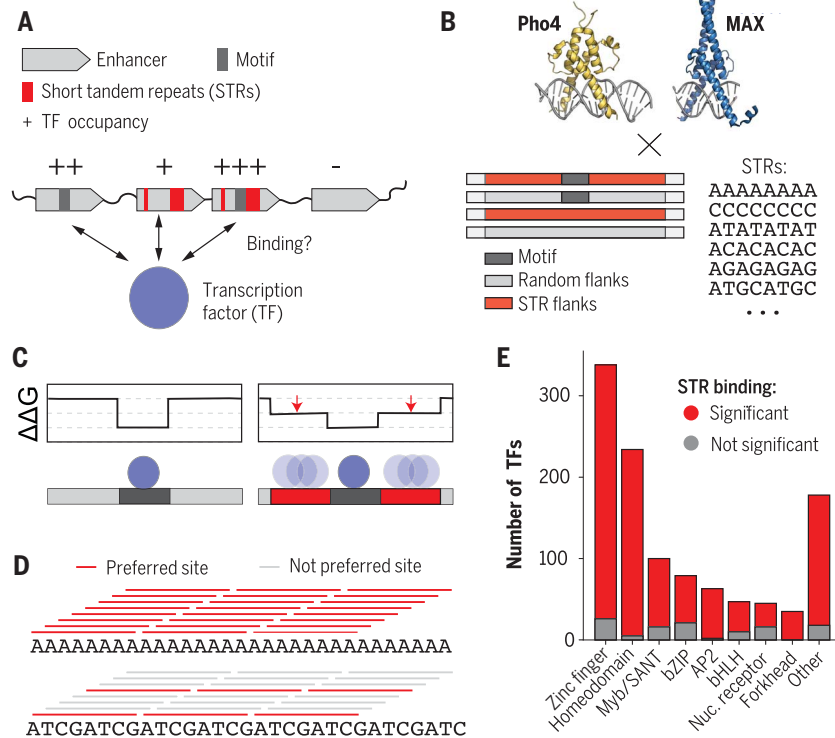 A
Enhancer
Motif
Short tandem repeats (STRs)
+ TF occupancy
++
+
+++
-
Binding?
Transcription
factor (TF)
B
Pho4
MAX
STRs:
AAAAAAAA
CCCCCCCC
ATATATAT
ACACACAC
AGAGAGAG
ATGCATGC
...
Motif
Random flanks
STR flanks
C
ΔΔG
D
Preferred site
Not preferred site
AAAAAAAAAAAAAAAAAAAAAAAAAAAAAAA
ATCGATCGATCGATCGATCGATCGATCGATC
E
STR binding:
Significant
Not significant
Number of TFs
300
200
100
0
Zinc finger
Homeodomain
Myb/SANT
bZIP
AP2
bHLH
Nuc. receptor
Forkhead
Other